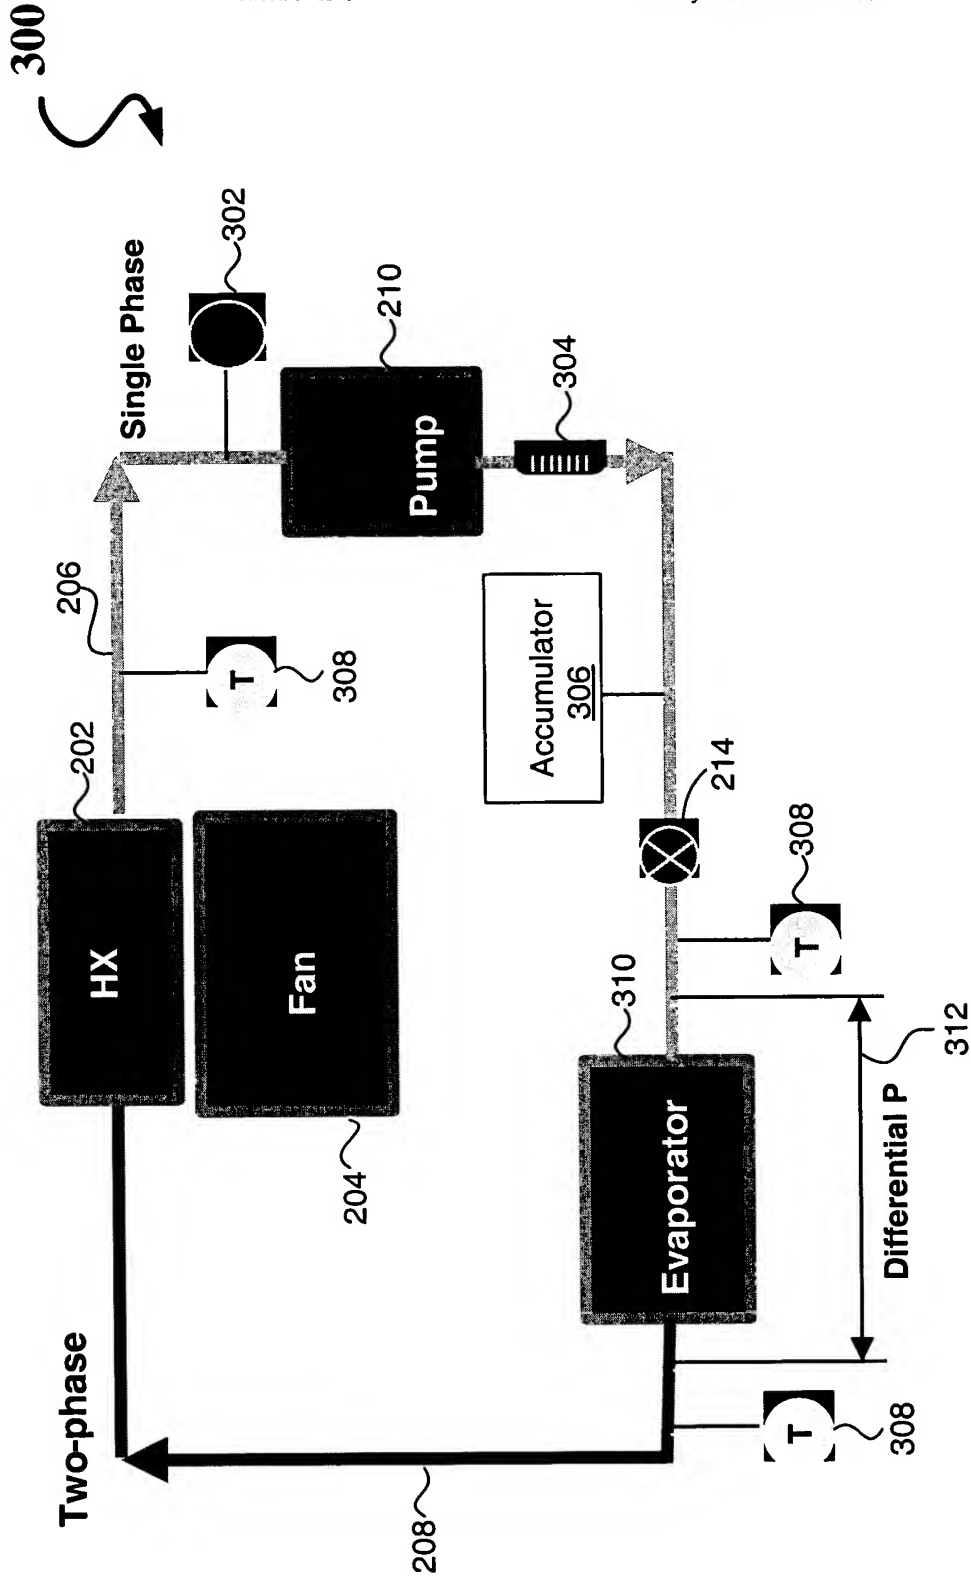 300
Two-phase
202
206
Single Phase
HX
302
T
Fan
308
204
210
208
Pump
Accumulator
306
304
310
Evaporator
214
T
T
308
308
Differential P
312